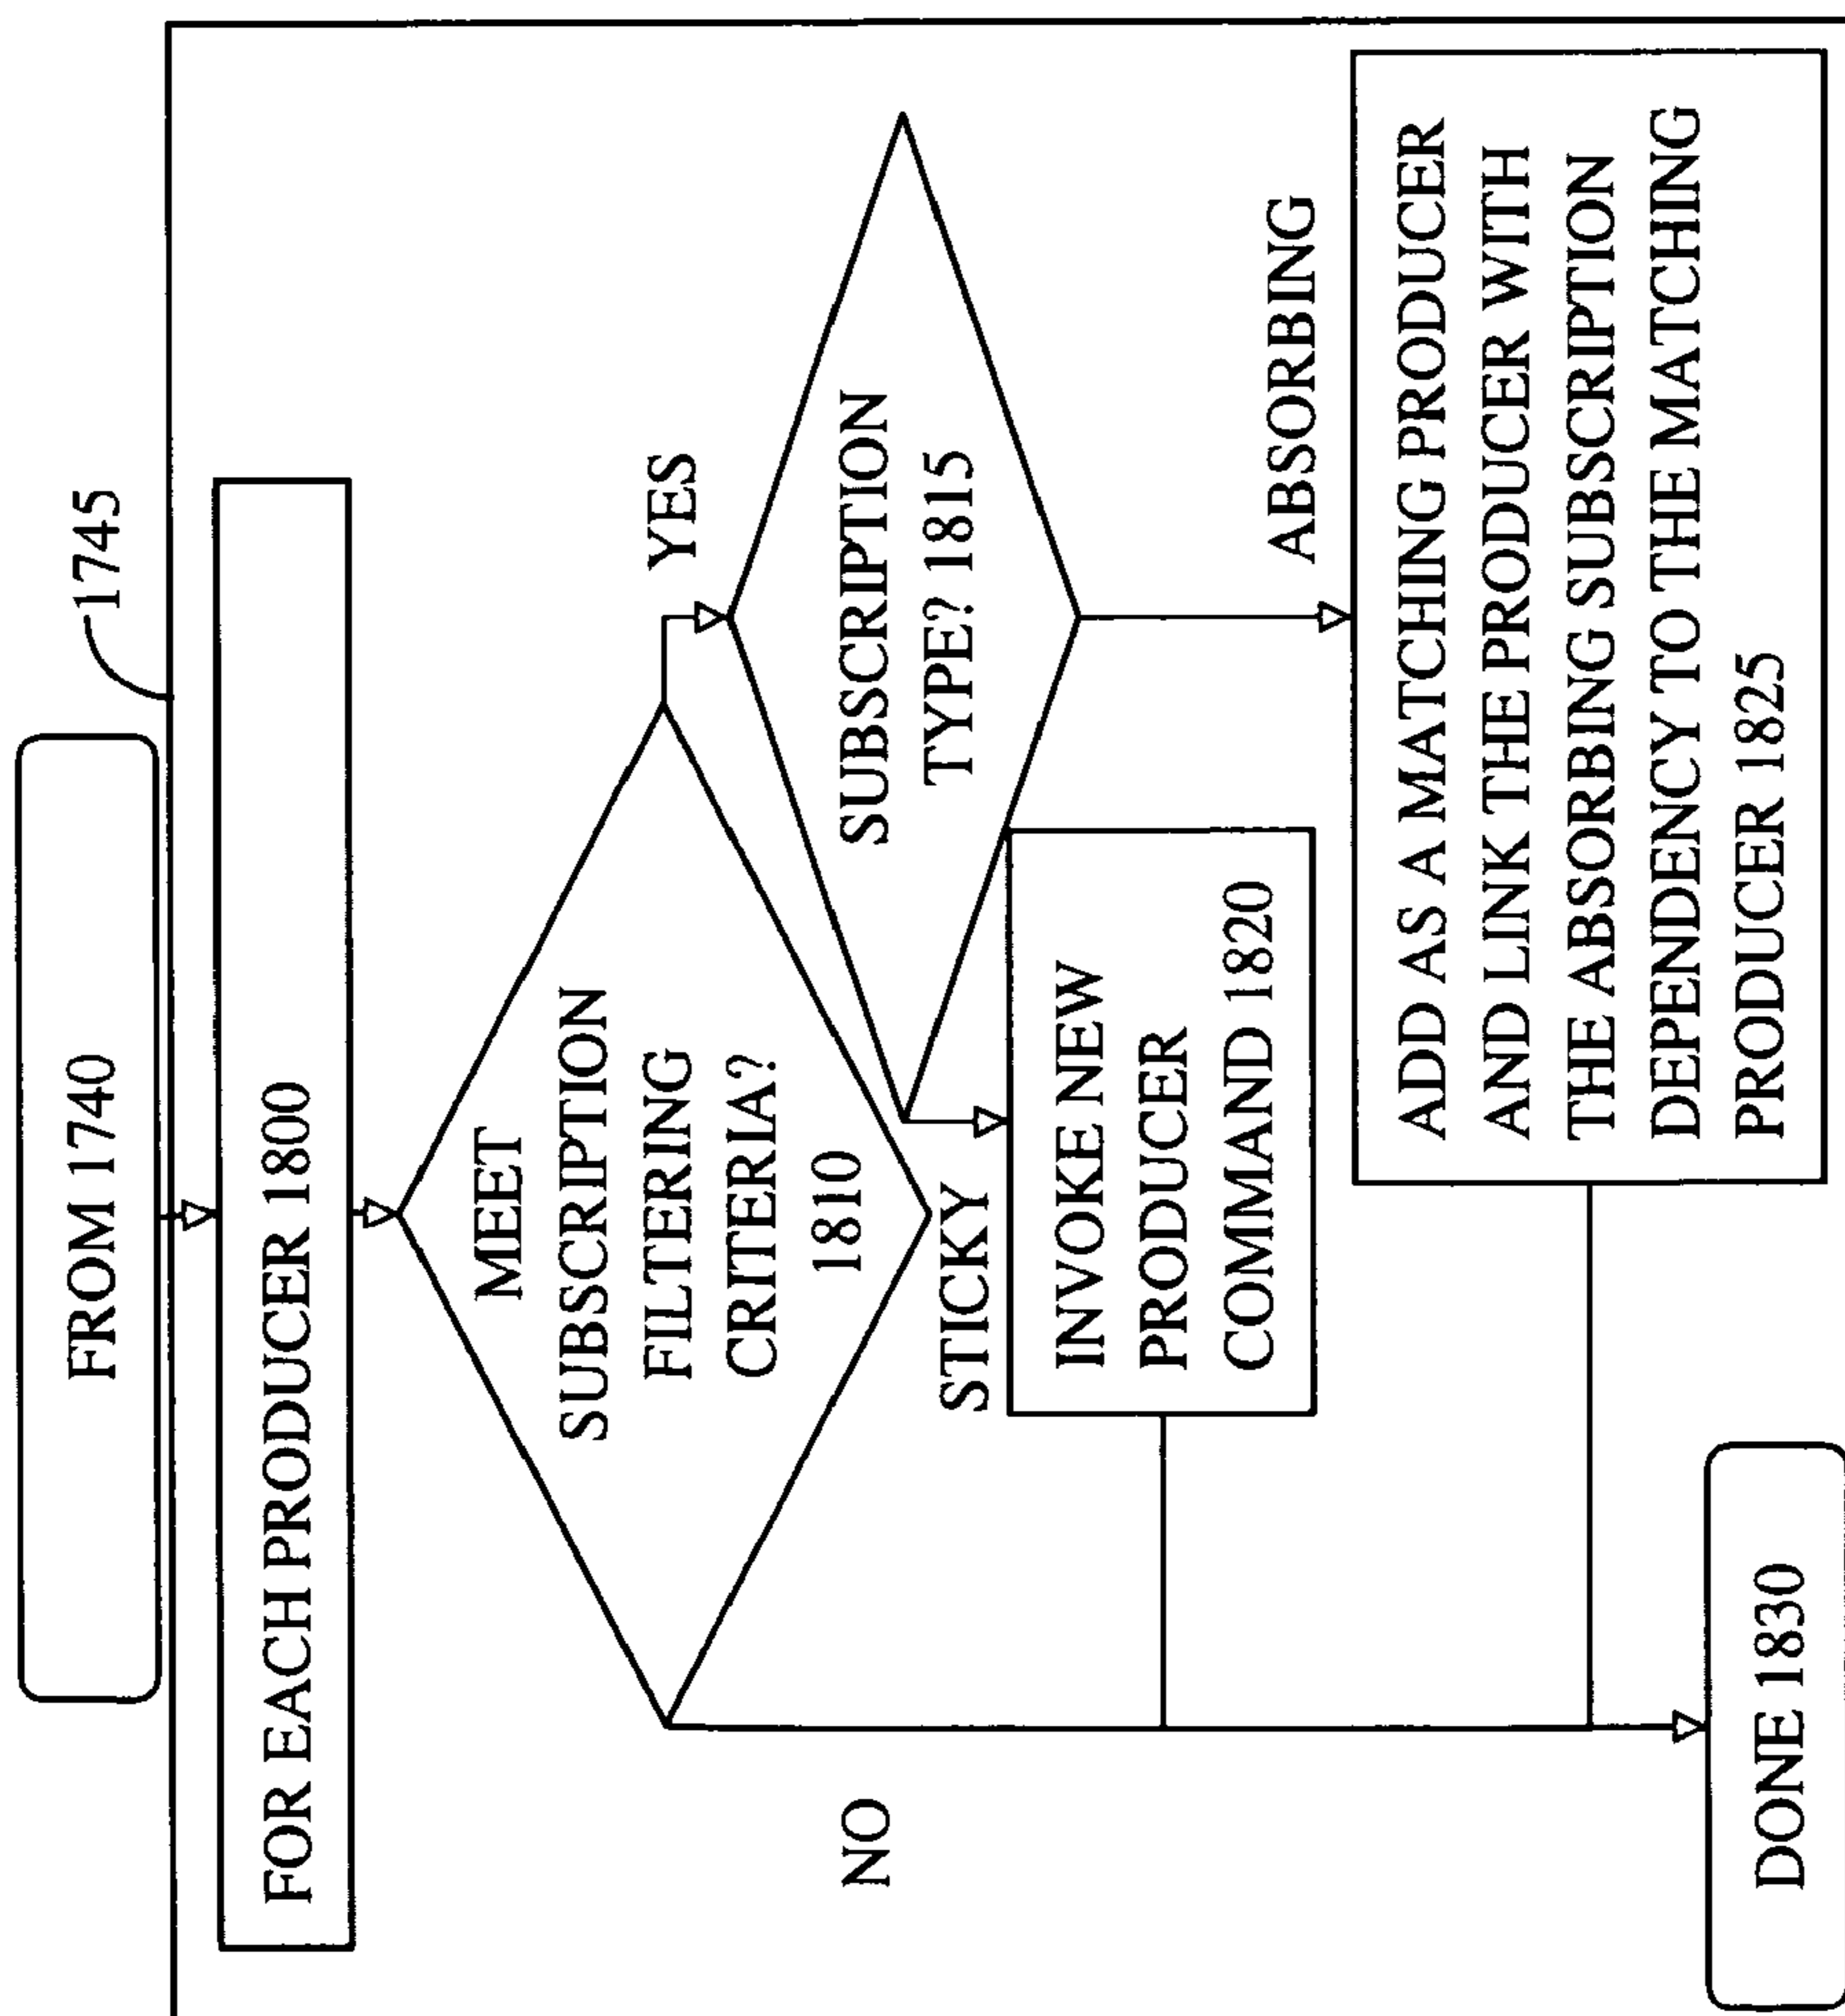 FROM 1740
1745
FOR EACH PRODUCER 1800
MEET
SUBSCRIPTION
FILTERING
CRITERIA?
1810
YES
NO
SUBSCRIPTION
TYPE? 1815
STICKY
INVOKE NEW
PRODUCER
COMMAND 1820
ABSORBING
ADD AS A MATCHING PRODUCER
AND LINK THE PRODUCER WITH
THE ABSORBING SUBSCRIPTION
DEPENDENCY TO THE MATCHING
PRODUCER 1825
DONE 1830